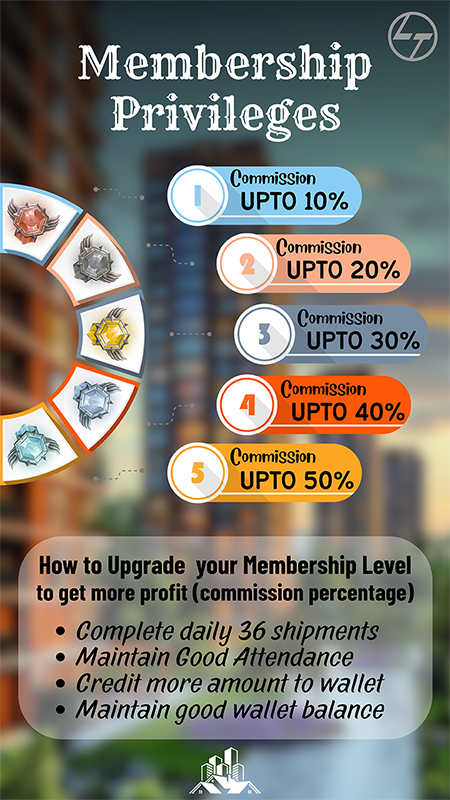 LT
Membership
Privileges
1
Commission
UPTO 10%
2
Commission
UPTO 20%
3
Commission
UPTO 30%
4
Commission
UPTO 40%
5
Commission
UPTO 50%
How to Upgrade your Membership Level
to get more profit (commission percentage)
• Complete daily 36 shipments
• Maintain Good Attendance
• Credit more amount to wallet
• Maintain good wallet balance